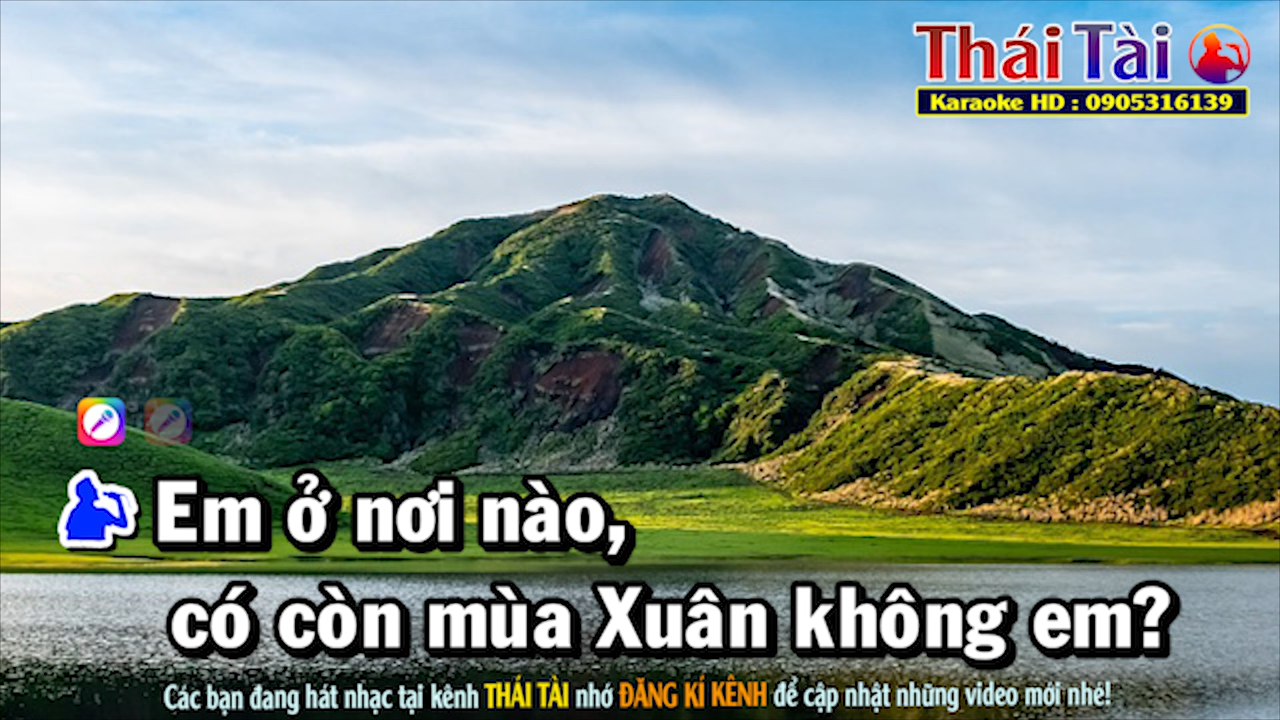 Thái Tài
Karaoke HD : 0905316139
Em ở nơi nào,
có còn mùa Xuân không em?
Các bạn đang hát nhạc tại kênh THÁI TÀI nhớ ĐĂNG KÍ KÊNH để cập nhật những video mới nhé!